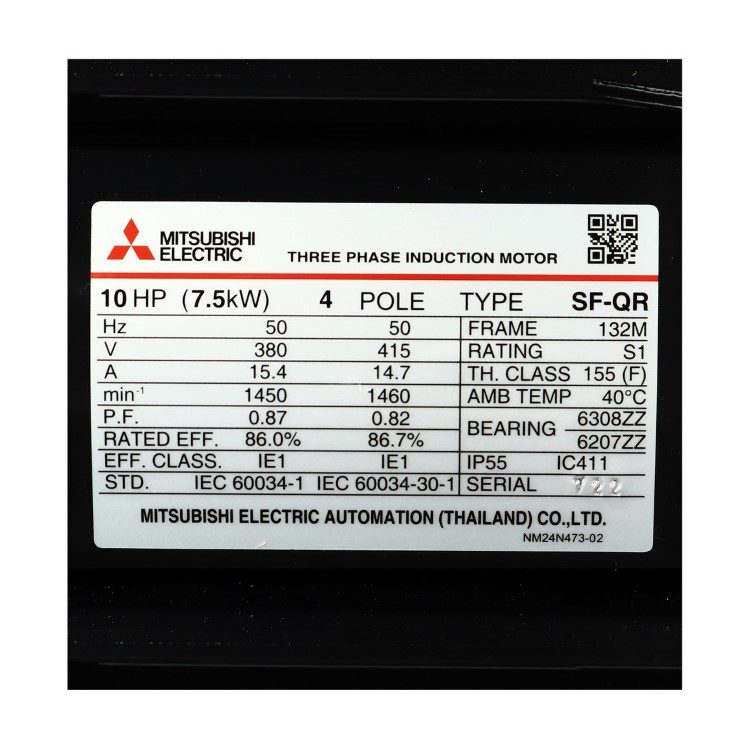 MITSUBISHI
ELECTRIC
THREE PHASE INDUCTION MOTOR
10 HP (7.5kW) 4 POLE TYPE SF-QR
Hz 50 50 FRAME 132M
V 380 415 RATING S1
A 15.4 14.7 TH. CLASS 155 (F)
min-1 1450 1460 AMB TEMP 40°C
P.F. 0.87 0.82 BEARING 6308ZZ
RATED EFF. 86.0% 86.7% 6207ZZ
EFF. CLASS. IE1 IE1 IP55 IC411
STD. IEC 60034-1 IEC 60034-30-1 SERIAL 722
MITSUBISHI ELECTRIC AUTOMATION (THAILAND) CO.,LTD.
NM24N473-02